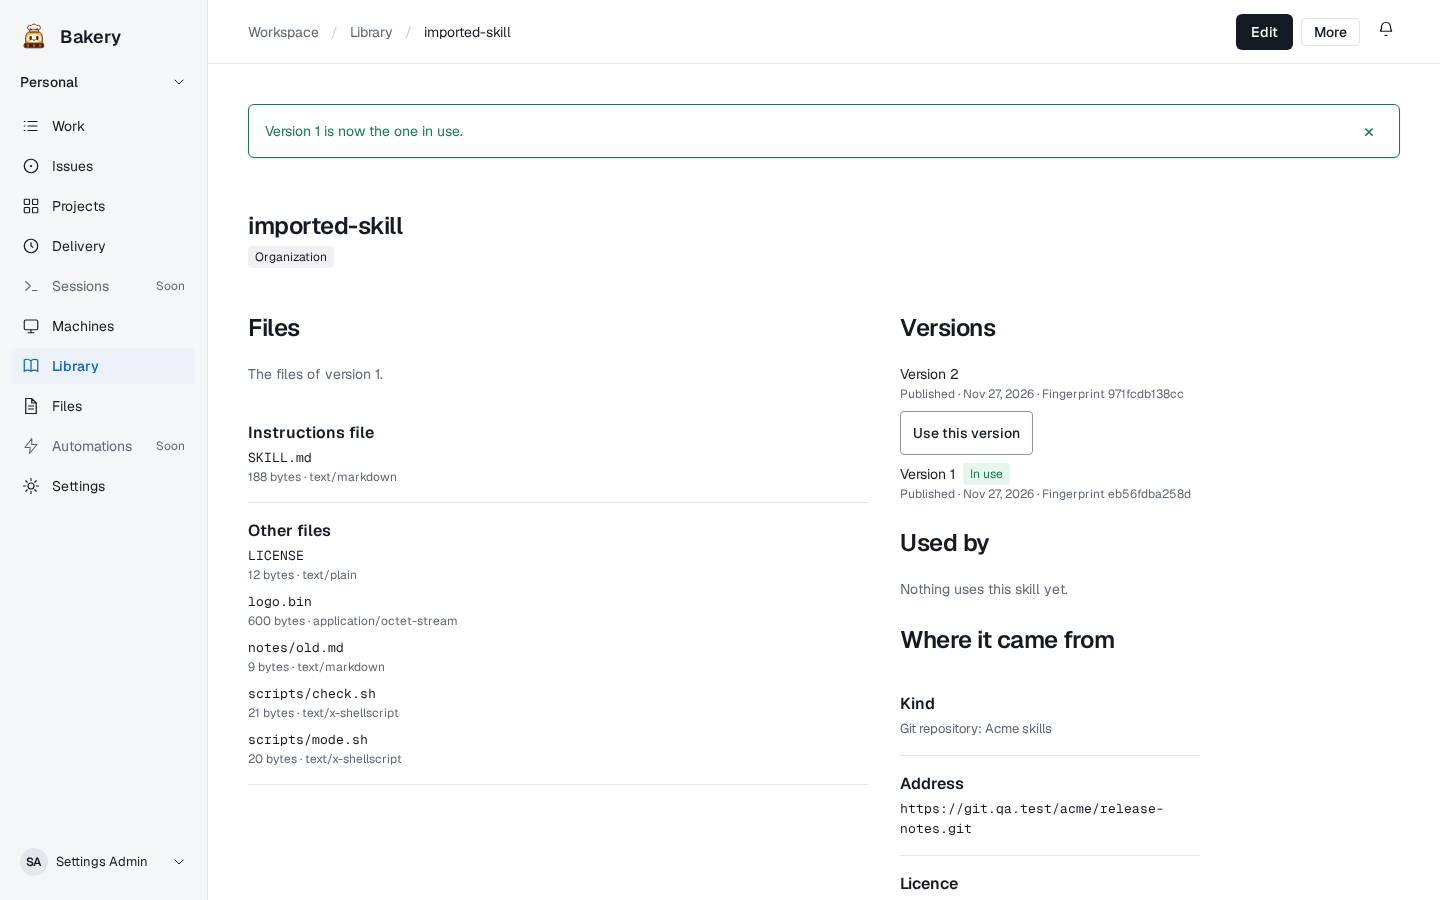 Bakery
Personal
Work
Issues
Projects
Delivery
Sessions Soon
Machines
Library
Files
Automations Soon
Settings
SA Settings Admin
Workspace / Library / imported-skill
Edit
More
Version 1 is now the one in use.
imported-skill
Organization
Files
The files of version 1.
Instructions file
SKILL.md
188 bytes · text/markdown
Other files
LICENSE
12 bytes · text/plain
logo.bin
600 bytes · application/octet-stream
notes/old.md
9 bytes · text/markdown
scripts/check.sh
21 bytes · text/x-shellscript
scripts/mode.sh
20 bytes · text/x-shellscript
Versions
Version 2
Published · Nov 27, 2026 · Fingerprint 971fcdb138cc
Use this version
Version 1 In use
Published · Nov 27, 2026 · Fingerprint eb56fdba258d
Used by
Nothing uses this skill yet.
Where it came from
Kind
Git repository: Acme skills
Address
https://git.qa.test/acme/release-
notes.git
Licence